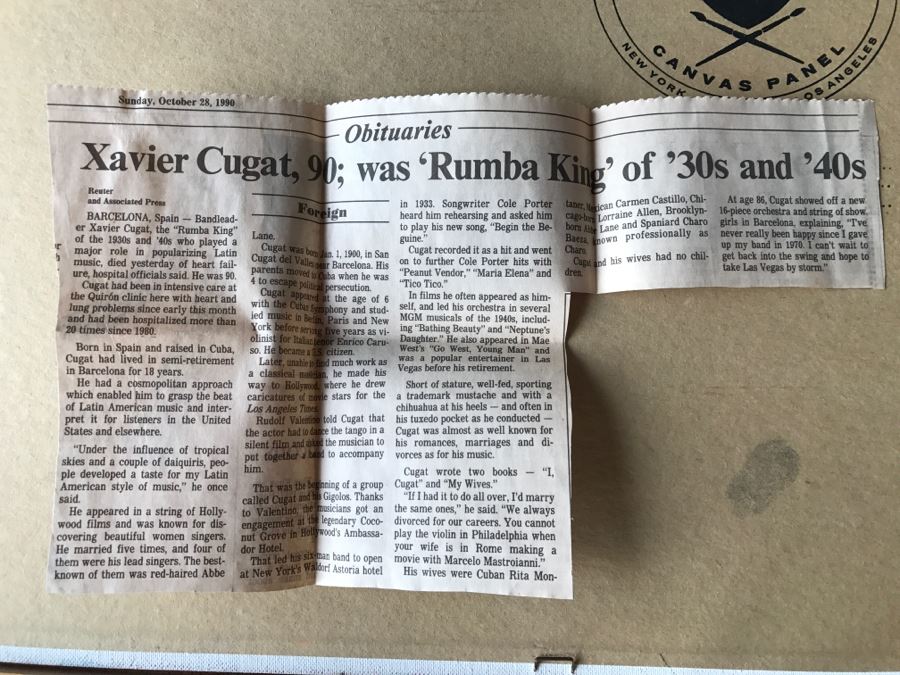 CANVAS PANEL
NEW YORK
OS ANGELES
Sunday, October 28, 1990
Obituaries
Xavier Cugat, 90; was ‘Rumba King’ of ’30s and ’40s
Reuter
and Associated Press
BARCELONA, Spain — Bandlead-
er Xavier Cugat, the “Rumba King”
of the 1930s and ’40s who played a
major role in popularizing Latin
music, died yesterday of heart fail-
ure, hospital officials said. He was 90.
Cugat had been in intensive care at
the Quirón clinic here with heart and
lung problems since early this month
and had been hospitalized more than
20 times since 1980.
Born in Spain and raised in Cuba,
Cugat had lived in semi-retirement
in Barcelona for 18 years.
He had a cosmopolitan approach
which enabled him to grasp the beat
of Latin American music and inter-
pret it for listeners in the United
States and elsewhere.
“Under the influence of tropical
skies and a couple of daiquiris, peo-
ple developed a taste for my Latin
American style of music,” he once
said.
He appeared in a string of Holly-
wood films and was known for dis-
covering beautiful women singers.
He married five times, and four of
them were his lead singers. The best-
known of them was red-haired Abbe
Foreign
Lane.
Cugat was born Jan. 1, 1900, in San
Cugat del Valles near Barcelona. His
parents moved to Cuba when he was
4 to escape political persecution.
Cugat appeared at the age of 6
with the Cuban Symphony and stud-
ied music in Berlin, Paris and New
York before serving five years as vi-
olinist for Italian tenor Enrico Caru-
so. He became a U.S. citizen.
Later, unable to find much work as
a classical musician, he made his
way to Hollywood, where he drew
caricatures of movie stars for the
Los Angeles Times.
Rudolf Valentino told Cugat that
the actor had to dance the tango in a
silent film and asked the musician to
put together a band to accompany
him.
That was the beginning of a group
called Cugat and his Gigolos. Thanks
to Valentino, the musicians got an
engagement at the legendary Coco-
nut Grove in Hollywood’s Ambassa-
dor Hotel.
That led his six-man band to open
at New York’s Waldorf Astoria hotel
in 1933. Songwriter Cole Porter
heard him rehearsing and asked him
to play his new song, “Begin the Be-
guine.”
Cugat recorded it as a hit and went
on to further Cole Porter hits with
“Peanut Vendor,” “Maria Elena” and
“Tico Tico.”
In films he often appeared as him-
self, and led his orchestra in several
MGM musicals of the 1940s, includ-
ing “Bathing Beauty” and “Neptune’s
Daughter.” He also appeared in Mae
West’s “Go West, Young Man” and
was a popular entertainer in Las
Vegas before his retirement.
Short of stature, well-fed, sporting
a trademark mustache and with a
chihuahua at his heels — and often in
his tuxedo pocket as he conducted —
Cugat was almost as well known for
his romances, marriages and di-
vorces as for his music.
Cugat wrote two books — “I,
Cugat” and “My Wives.”
“If I had it to do all over, I’d marry
the same ones,” he said. “We always
divorced for our careers. You cannot
play the violin in Philadelphia when
your wife is in Rome making a
movie with Marcelo Mastroianni.”
His wives were Cuban Rita Mon-
taner, Mexican Carmen Castillo, Chi-
cago-born Lorraine Allen, Brooklyn-
born Abbe Lane and Spaniard Charo
Baeza, known professionally as
Charo.
Cugat and his wives had no chil-
dren.
At age 86, Cugat showed off a new
16-piece orchestra and string of show
girls in Barcelona, explaining, “I’ve
never really been happy since I gave
up my band in 1970. I can’t wait to
get back into the swing and hope to
take Las Vegas by storm.”